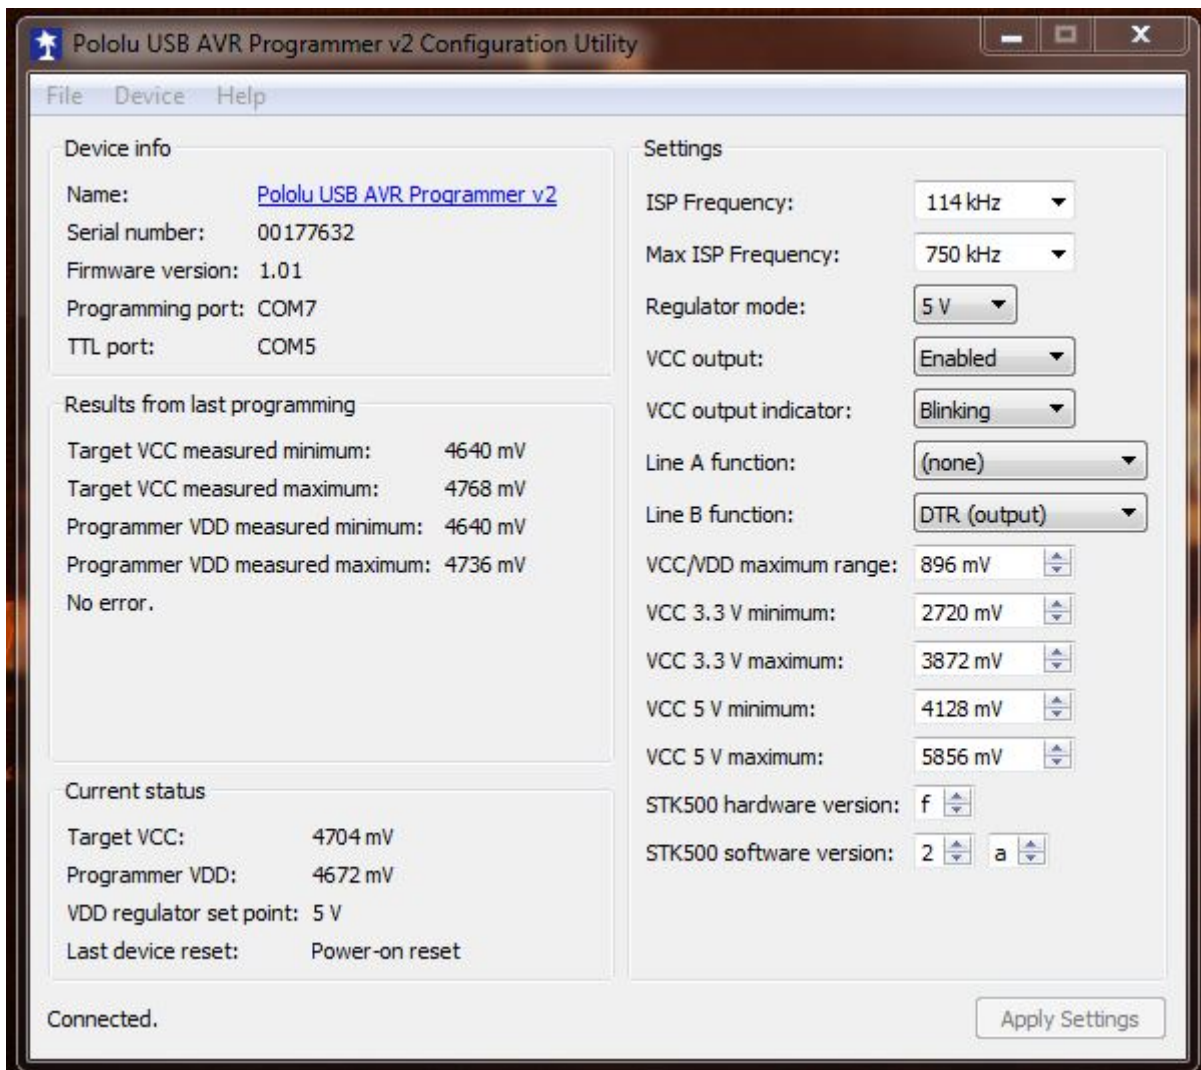 Pololu USB AVR Programmer v2 Configuration Utility
File Device Help
Device info
Name: Pololu USB AVR Programmer v2
Serial number: 00177632
Firmware version: 1.01
Programming port: COM7
TTL port: COM5
Results from last programming
Target VCC measured minimum: 4640 mV
Target VCC measured maximum: 4768 mV
Programmer VDD measured minimum: 4640 mV
Programmer VDD measured maximum: 4736 mV
No error.
Current status
Target VCC: 4704 mV
Programmer VDD: 4672 mV
VDD regulator set point: 5 V
Last device reset: Power-on reset
Settings
ISP Frequency: 114 kHz
Max ISP Frequency: 750 kHz
Regulator mode: 5 V
VCC output: Enabled
VCC output indicator: Blinking
Line A function: (none)
Line B function: DTR (output)
VCC/VDD maximum range: 896 mV
VCC 3.3 V minimum: 2720 mV
VCC 3.3 V maximum: 3872 mV
VCC 5 V minimum: 4128 mV
VCC 5 V maximum: 5856 mV
STK500 hardware version: f
STK500 software version: 2 a
Connected.
Apply Settings